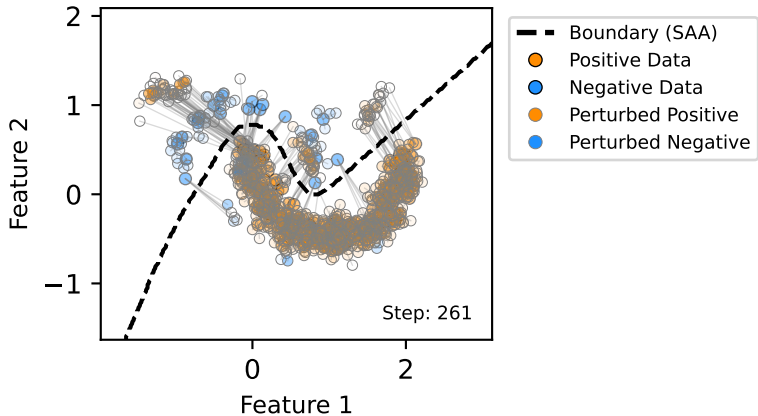 2
1
0
−1
Feature 2
0
2
Feature 1
Step: 261
Boundary (SAA)
Positive Data
Negative Data
Perturbed Positive
Perturbed Negative